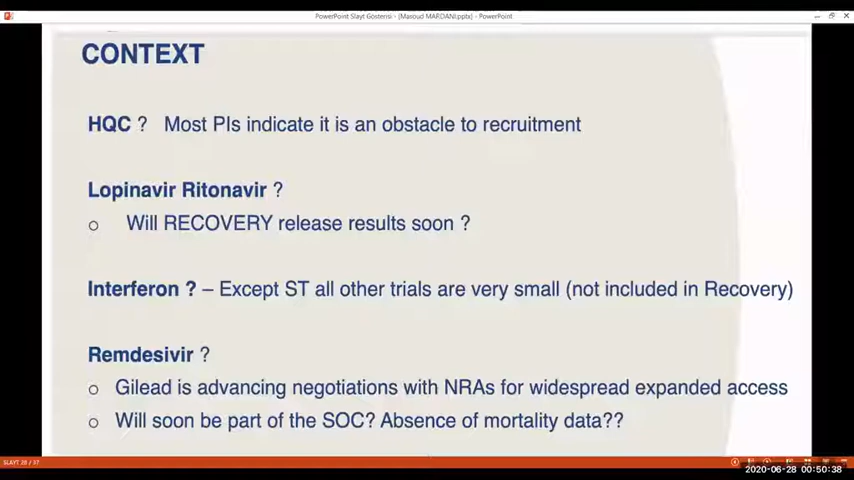 PowerPoint Slayt Gösterisi - [Masoud MARDANI.pptx] - PowerPoint
CONTEXT
HQC ? Most PIs indicate it is an obstacle to recruitment
Lopinavir Ritonavir ?
o Will RECOVERY release results soon ?
Interferon ? – Except ST all other trials are very small (not included in Recovery)
Remdesivir ?
o Gilead is advancing negotiations with NRAs for widespread expanded access
o Will soon be part of the SOC? Absence of mortality data??
SLAYT 28 / 37
2020-06-28 00:50:38